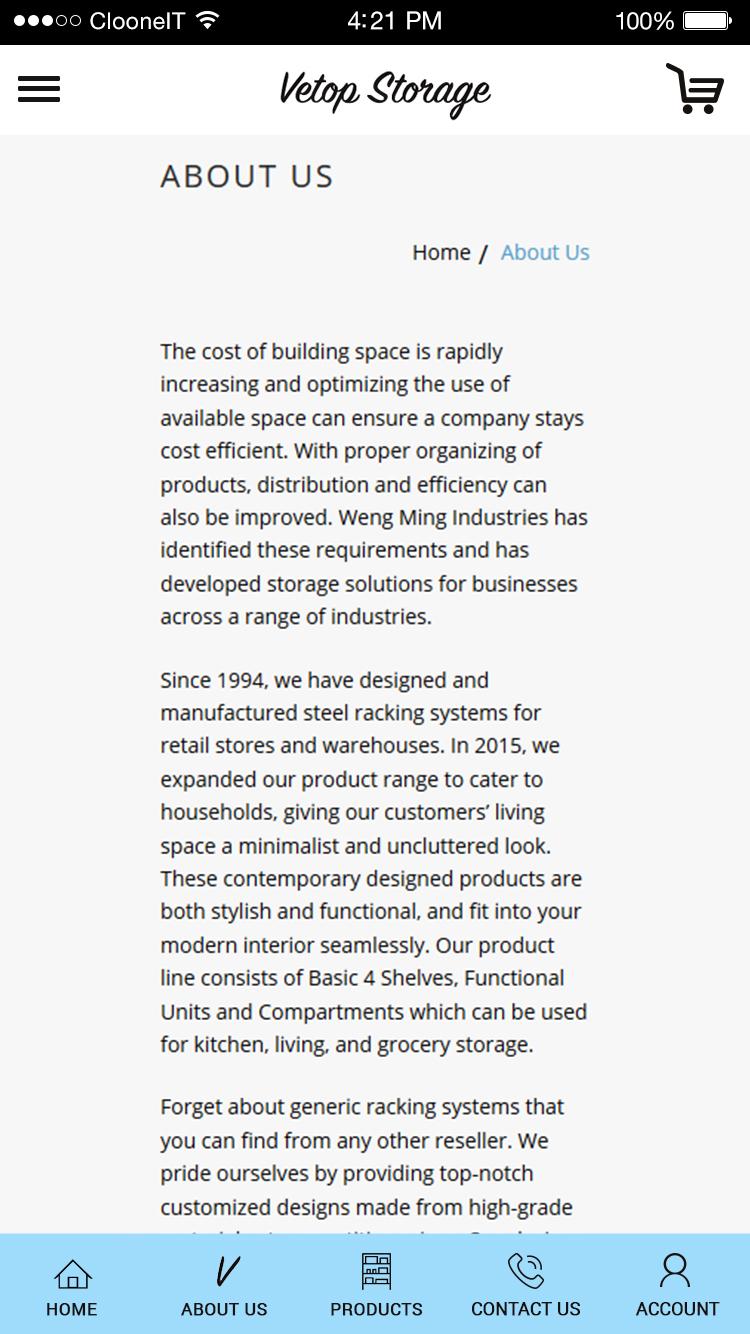 ClooneIT 4:21 PM 100%
Vetop Storage
ABOUT US
Home / About Us
The cost of building space is rapidly
increasing and optimizing the use of
available space can ensure a company stays
cost efficient. With proper organizing of
products, distribution and efficiency can
also be improved. Weng Ming Industries has
identified these requirements and has
developed storage solutions for businesses
across a range of industries.
Since 1994, we have designed and
manufactured steel racking systems for
retail stores and warehouses. In 2015, we
expanded our product range to cater to
households, giving our customers’ living
space a minimalist and uncluttered look.
These contemporary designed products are
both stylish and functional, and fit into your
modern interior seamlessly. Our product
line consists of Basic 4 Shelves, Functional
Units and Compartments which can be used
for kitchen, living, and grocery storage.
Forget about generic racking systems that
you can find from any other reseller. We
pride ourselves by providing top-notch
customized designs made from high-grade
HOME ABOUT US PRODUCTS CONTACT US ACCOUNT